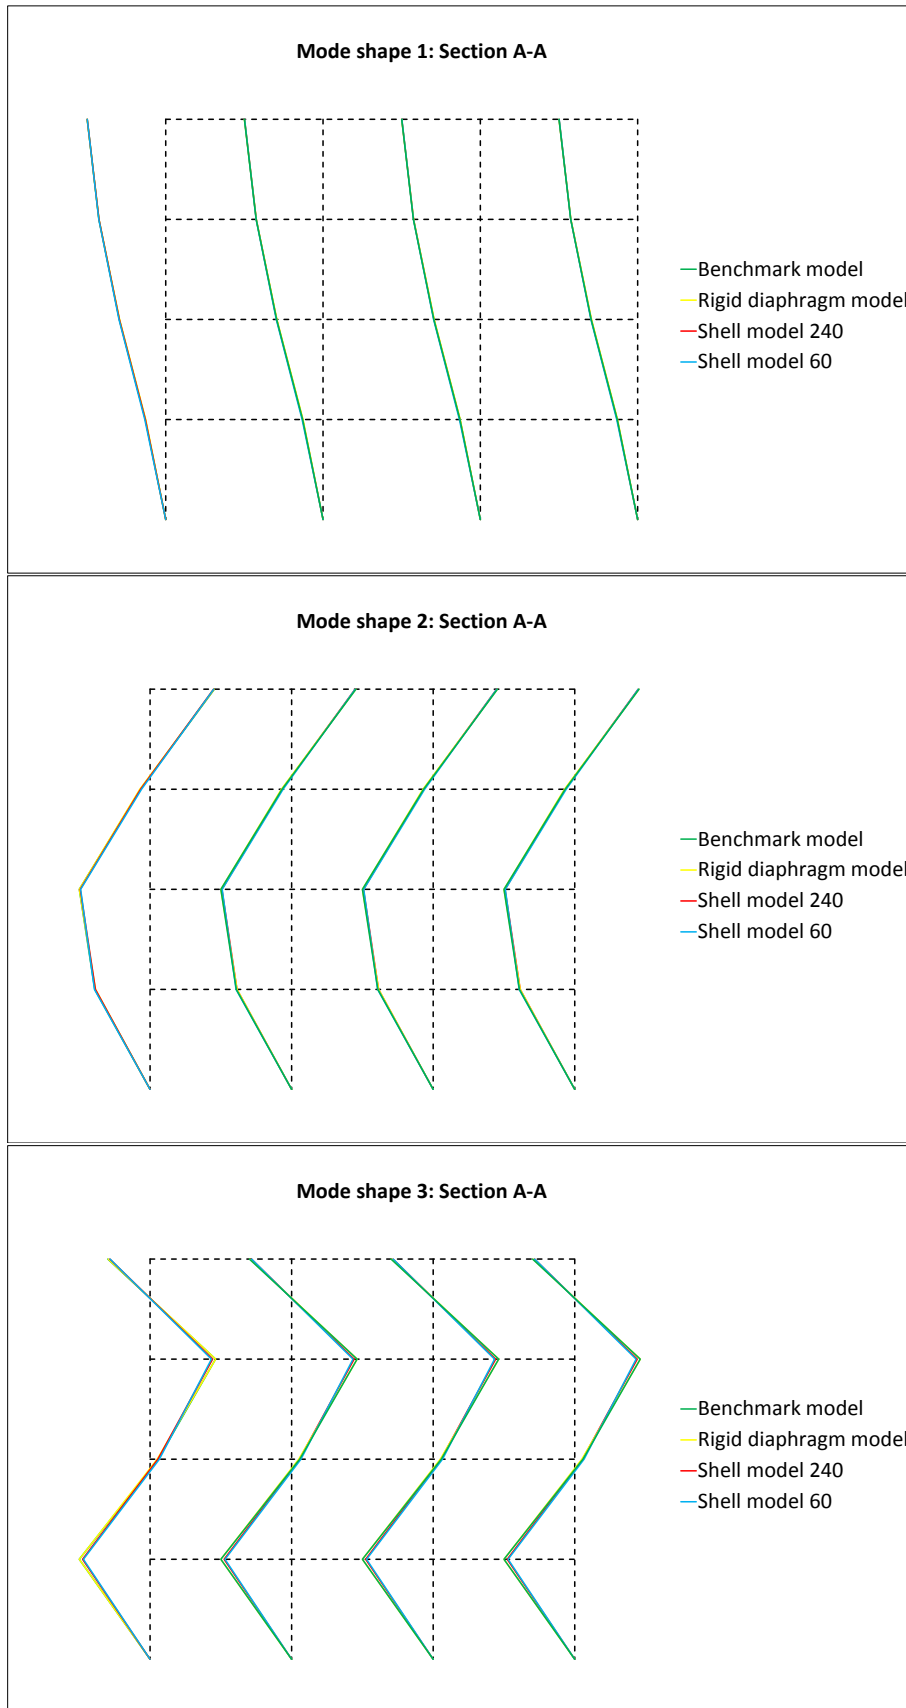 Mode shape 1: Section A-A
Benchmark model
Rigid diaphragm model
Shell model 240
Shell model 60
Mode shape 2: Section A-A
Benchmark model
Rigid diaphragm model
Shell model 240
Shell model 60
Mode shape 3: Section A-A
Benchmark model
Rigid diaphragm model
Shell model 240
Shell model 60